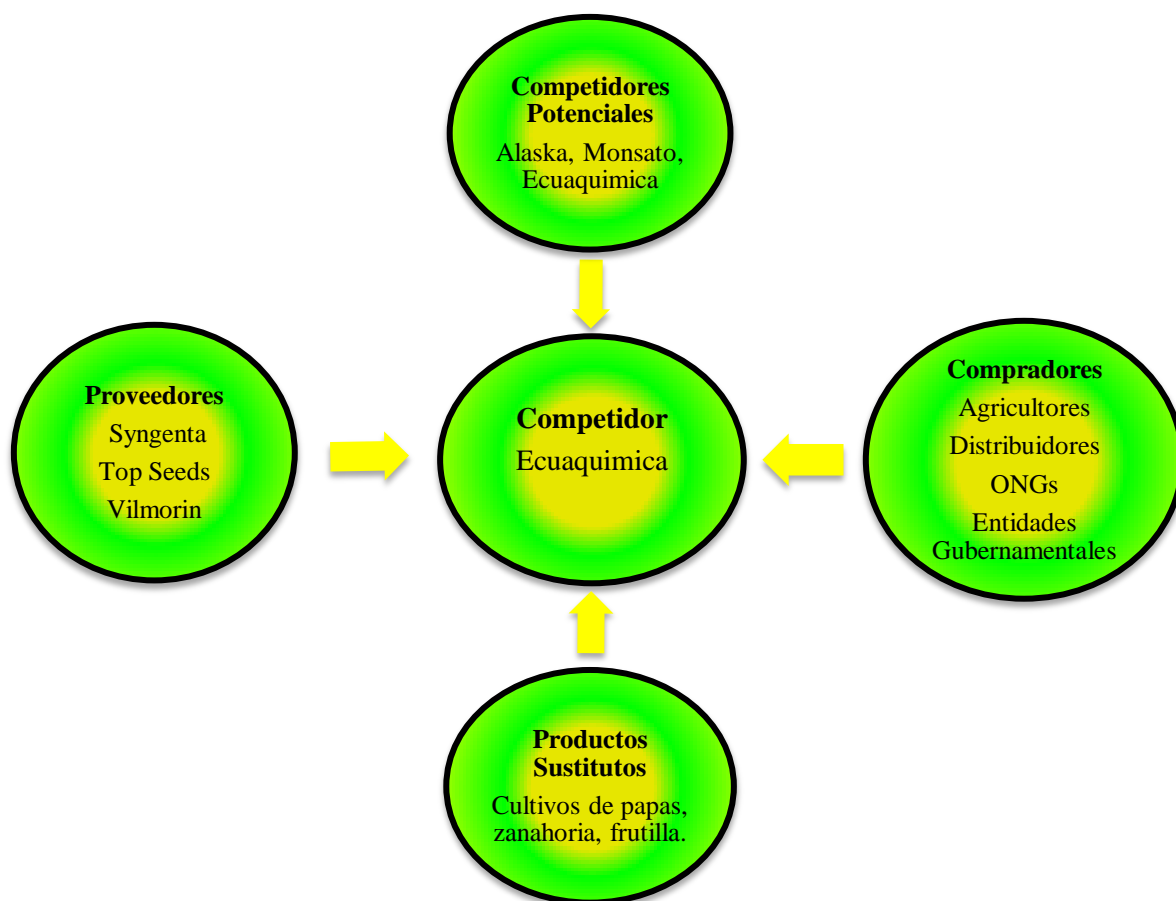 Competidores
Potenciales
Alaska, Monsato,
Ecuaquimica
Proveedores
Syngenta
Top Seeds
Vilmorin
Competidor
Ecuaquimica
Compradores
Agricultores
Distribuidores
ONGs
Entidades
Gubernamentales
Productos
Sustitutos
Cultivos de papas,
zanahoria, frutilla.